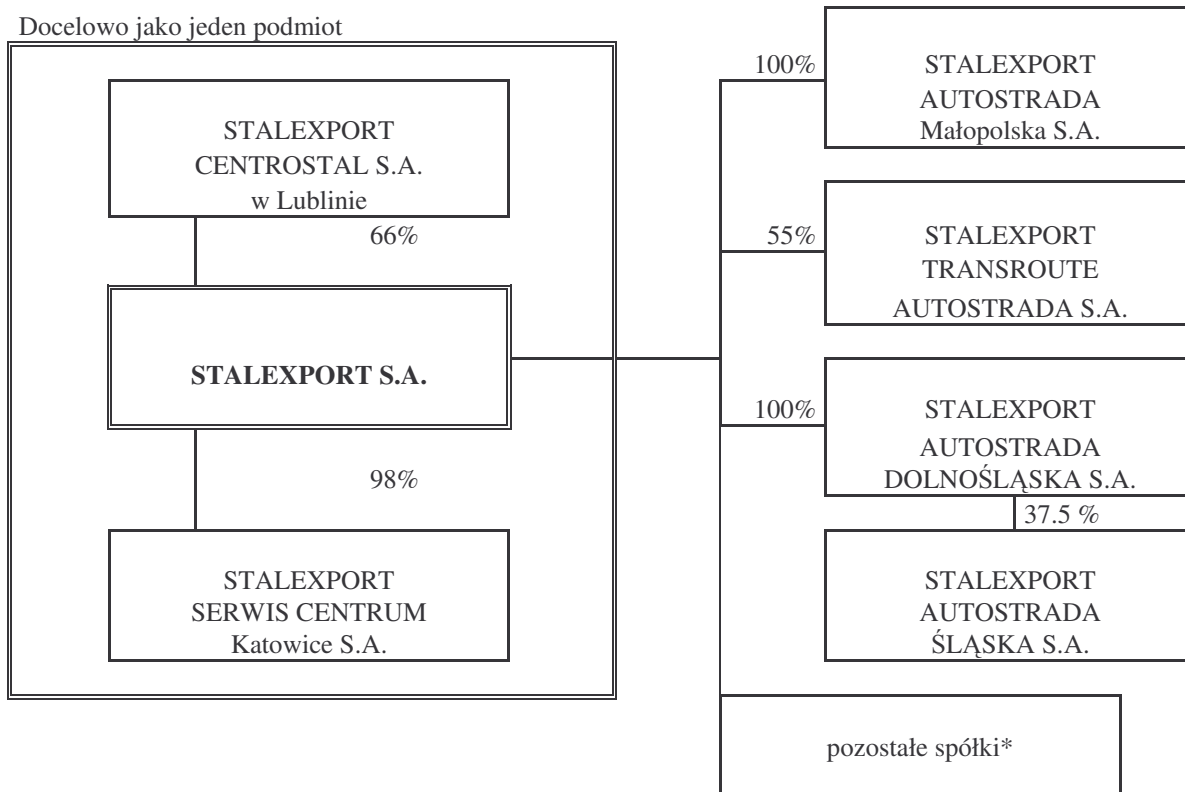 Docelowo jako jeden podmiot
STALEXPORT
CENTROSTAL S.A.
w Lublinie
66%
STALEXPORT S.A.
98%
STALEXPORT
SERWIS CENTRUM
Katowice S.A.
100%
STALEXPORT
AUTOSTRADA
Małopolska S.A.
55%
STALEXPORT
TRANSROUTE
AUTOSTRADA S.A.
100%
STALEXPORT
AUTOSTRADA
DOLNOŚLĄSKA S.A.
37.5 %
STALEXPORT
AUTOSTRADA
ŚLĄSKA S.A.
pozostałe spółki*